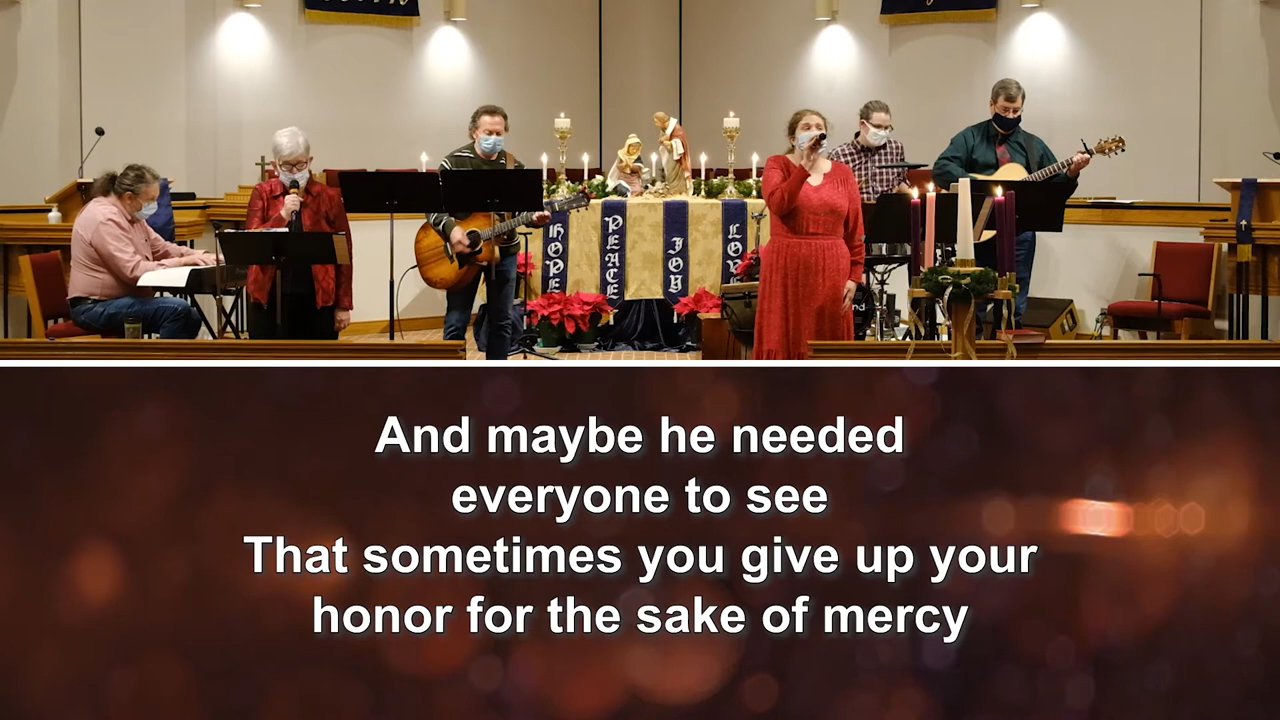 HOPE
PEACE
JOY
LOVE
And maybe he needed
everyone to see
That sometimes you give up your
honor for the sake of mercy